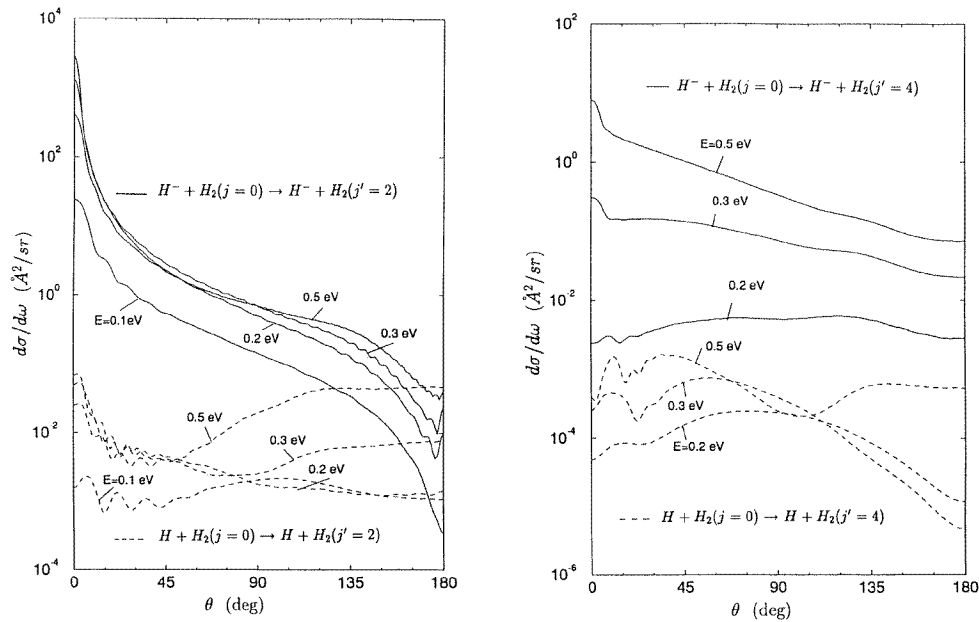 10^4
10^2
10^0
10^-2
10^-4
dσ/dω (Å^2/sr)
H^- + H_2(j = 0) → H^- + H_2(j' = 2)
E=0.1eV
0.2 eV
0.5 eV
0.3 eV
0.5 eV
0.3 eV
0.2 eV
E=0.1 eV
H + H_2(j = 0) → H + H_2(j' = 2)
0
45
90
135
180
θ (deg)
10^2
10^0
10^-2
10^-4
10^-6
dσ/dω (Å^2/sr)
H^- + H_2(j = 0) → H^- + H_2(j' = 4)
E=0.5 eV
0.3 eV
0.2 eV
0.5 eV
0.3 eV
E=0.2 eV
H + H_2(j = 0) → H + H_2(j' = 4)
0
45
90
135
180
θ (deg)